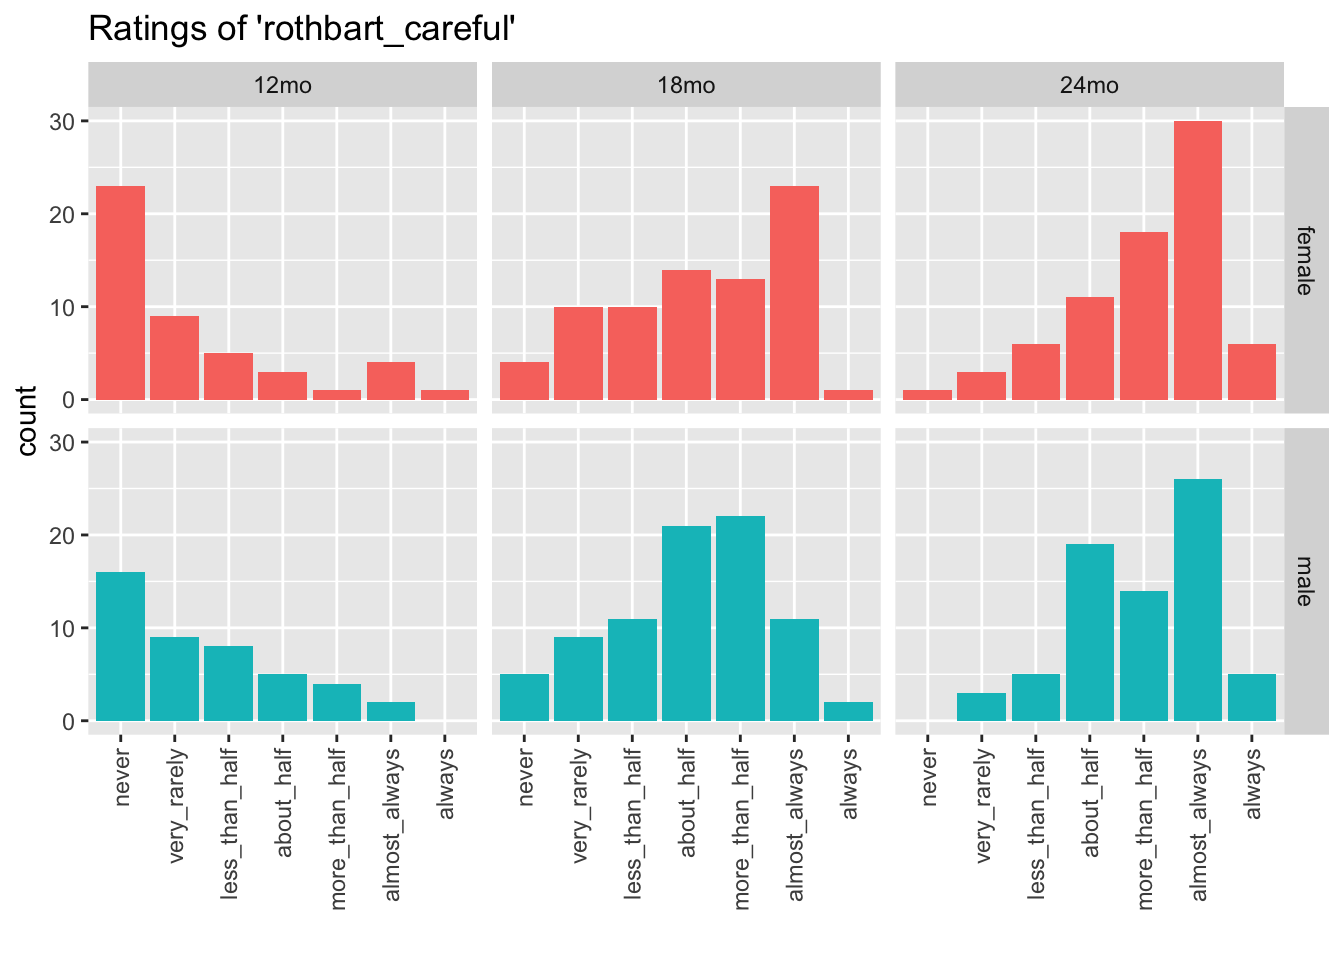 Ratings of 'rothbart_careful'
12mo
18mo
24mo
30
20
10
0
female
count
30
20
10
0
male
never
very_rarely
less_than_half
about_half
more_than_half
almost_always
always
never
very_rarely
less_than_half
about_half
more_than_half
almost_always
always
never
very_rarely
less_than_half
about_half
more_than_half
almost_always
always